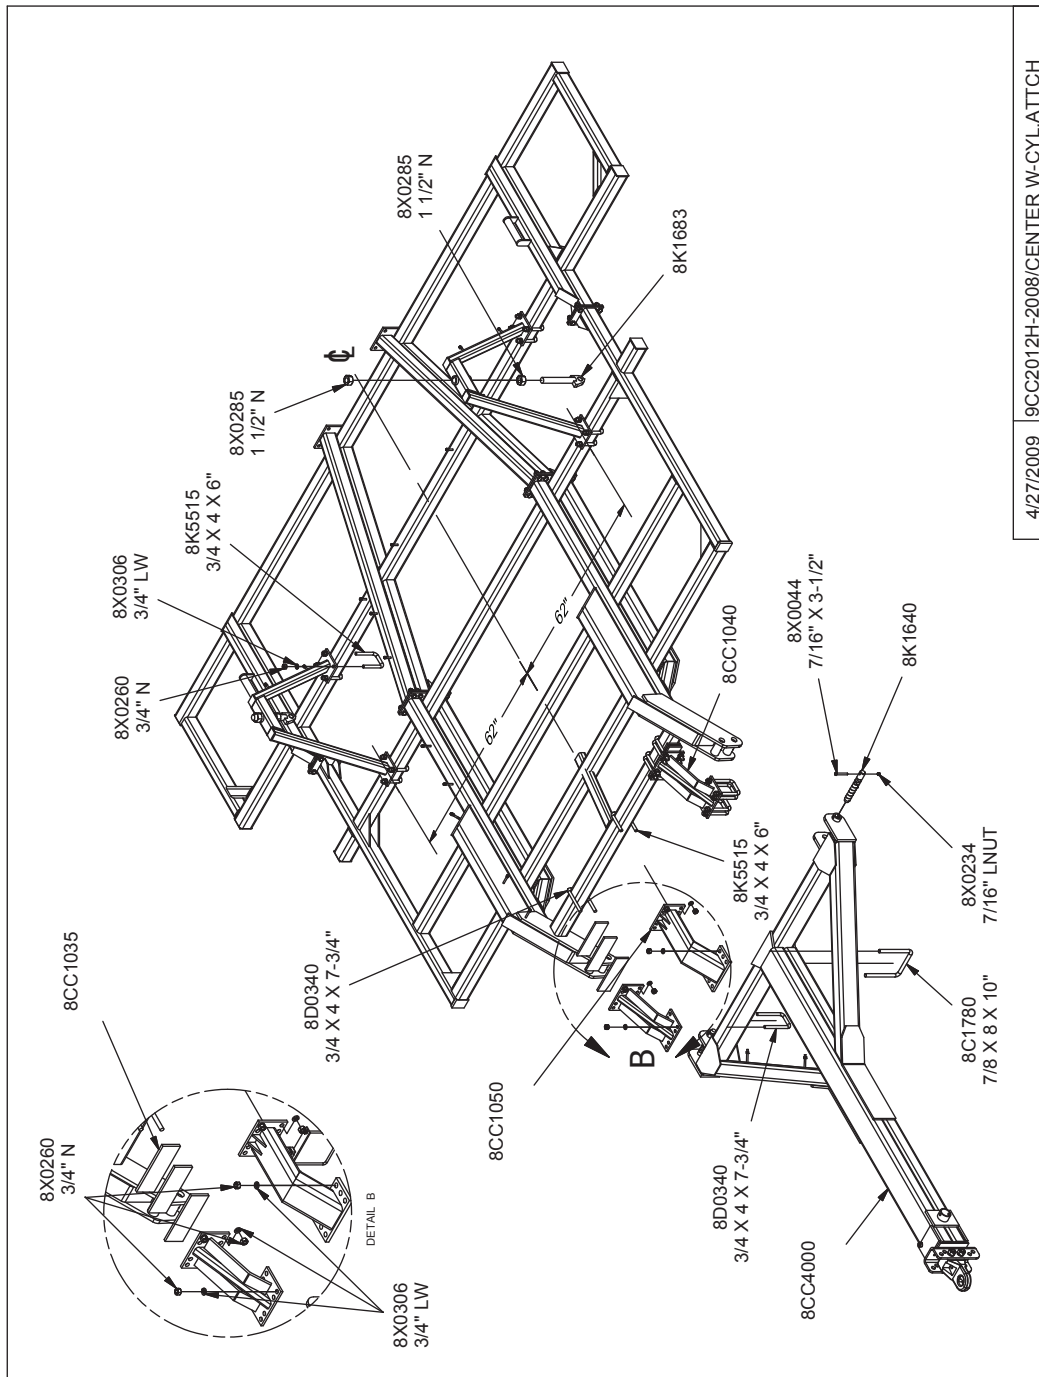 8CC1035
8X0260
3/4" N
DETAIL B
8X0306
3/4" LW
8X0260
3/4" N
8X0306
3/4" LW
8K5515
3/4 X 4 X 6"
8X0285
1 1/2" N
8X0285
1 1/2" N
8K1683
62"
62"
8D0340
3/4 X 4 X 7-3/4"
8CC1050
B
8K5515
3/4 X 4 X 6"
8CC1040
8X0044
7/16" X 3-1/2"
8K1640
8X0234
7/16" LNUT
8C1780
7/8 X 8 X 10"
8D0340
3/4 X 4 X 7-3/4"
8CC4000
4/27/2009
9CC2012H-2008/CENTER W-CYL.ATTCH